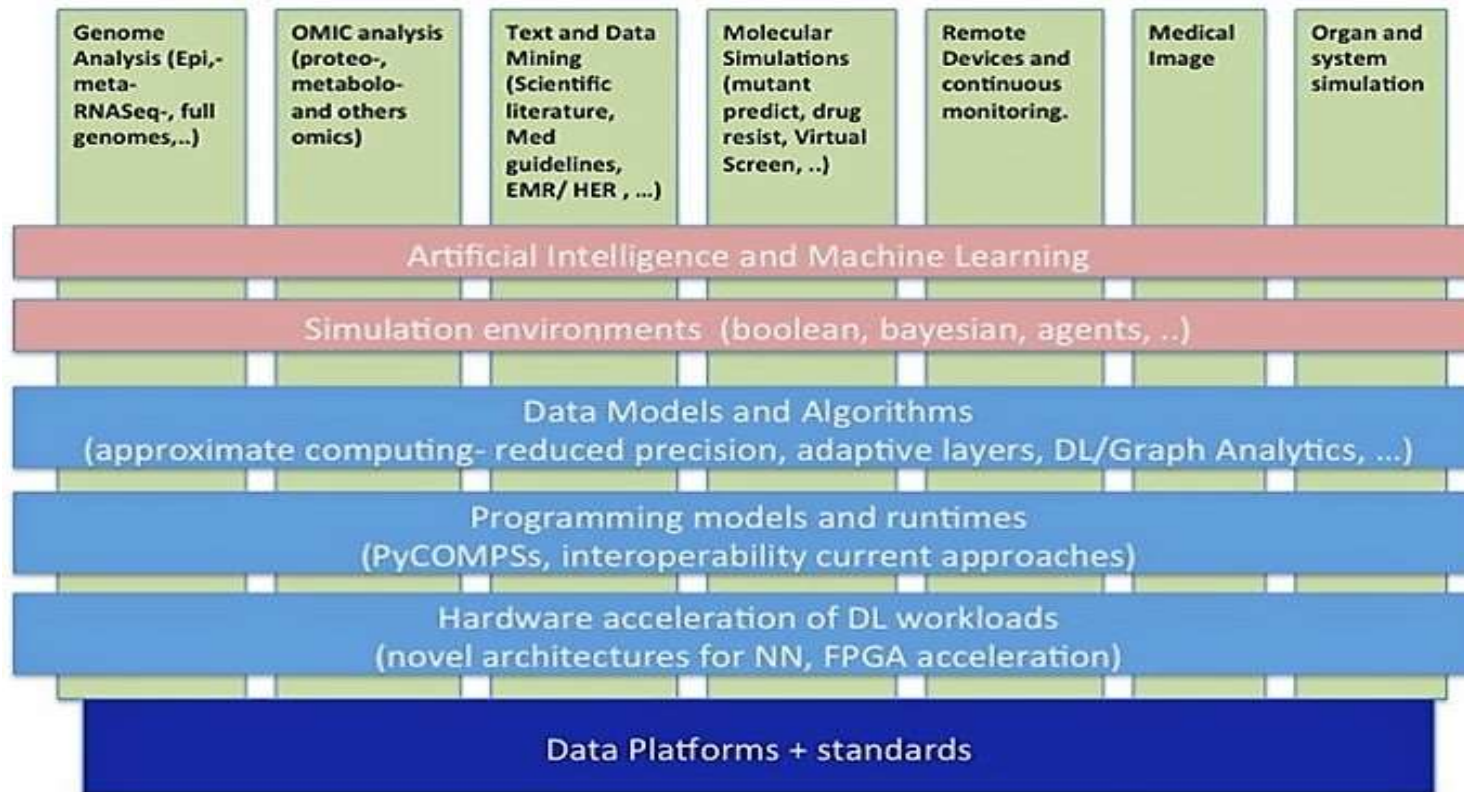 Genome
Analysis (Epi,-
meta-
RNASeq-, full
genomes,..)
OMIC analysis
(proteo-,
metabolo-
and others
omics)
Text and Data
Mining
(Scientific
literature,
Med
guidelines,
EMR/ HER , ...)
Molecular
Simulations
(mutant
predict, drug
resist, Virtual
Screen, ..)
Remote
Devices and
continuous
monitoring.
Medical
Image
Organ and
system
simulation
Artificial Intelligence and Machine Learning
Simulation environments (boolean, bayesian, agents, ..)
Data Models and Algorithms
(approximate computing- reduced precision, adaptive layers, DL/Graph Analytics, ...)
Programming models and runtimes
(PyCOMPSs, interoperability current approaches)
Hardware acceleration of DL workloads
(novel architectures for NN, FPGA acceleration)
Data Platforms + standards